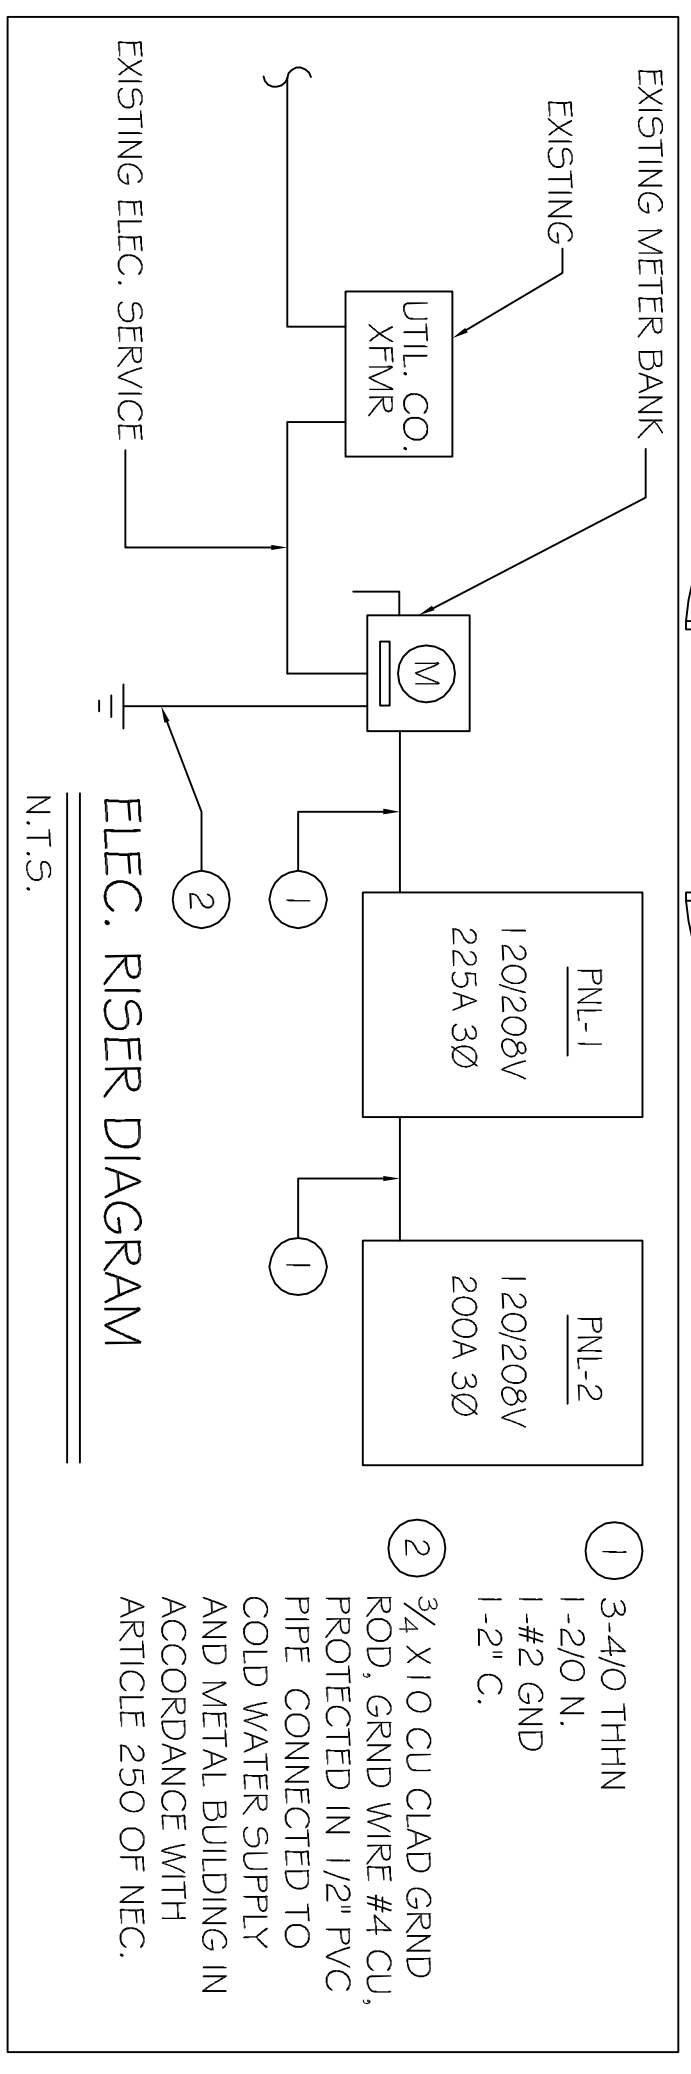 EXISTING METER BANK
EXISTING
UTIL. CO.
XFMR
EXISTING ELEC. SERVICE
M
1
2
PNL-1
120/208V
225A 3Ø
1
PNL-2
120/208V
200A 3Ø
1 3-4/0 THHN
1-2/0 N.
1-#2 GND
1-2" C.
2 3/4 X10 CU CLAD GRND
ROD, GRND WIRE #4 CU,
PROTECTED IN 1/2" PVC
PIPE CONNECTED TO
COLD WATER SUPPLY
AND METAL BUILDING IN
ACCORDANCE WITH
ARTICLE 250 OF NEC.
ELEC. RISER DIAGRAM
N.T.S.